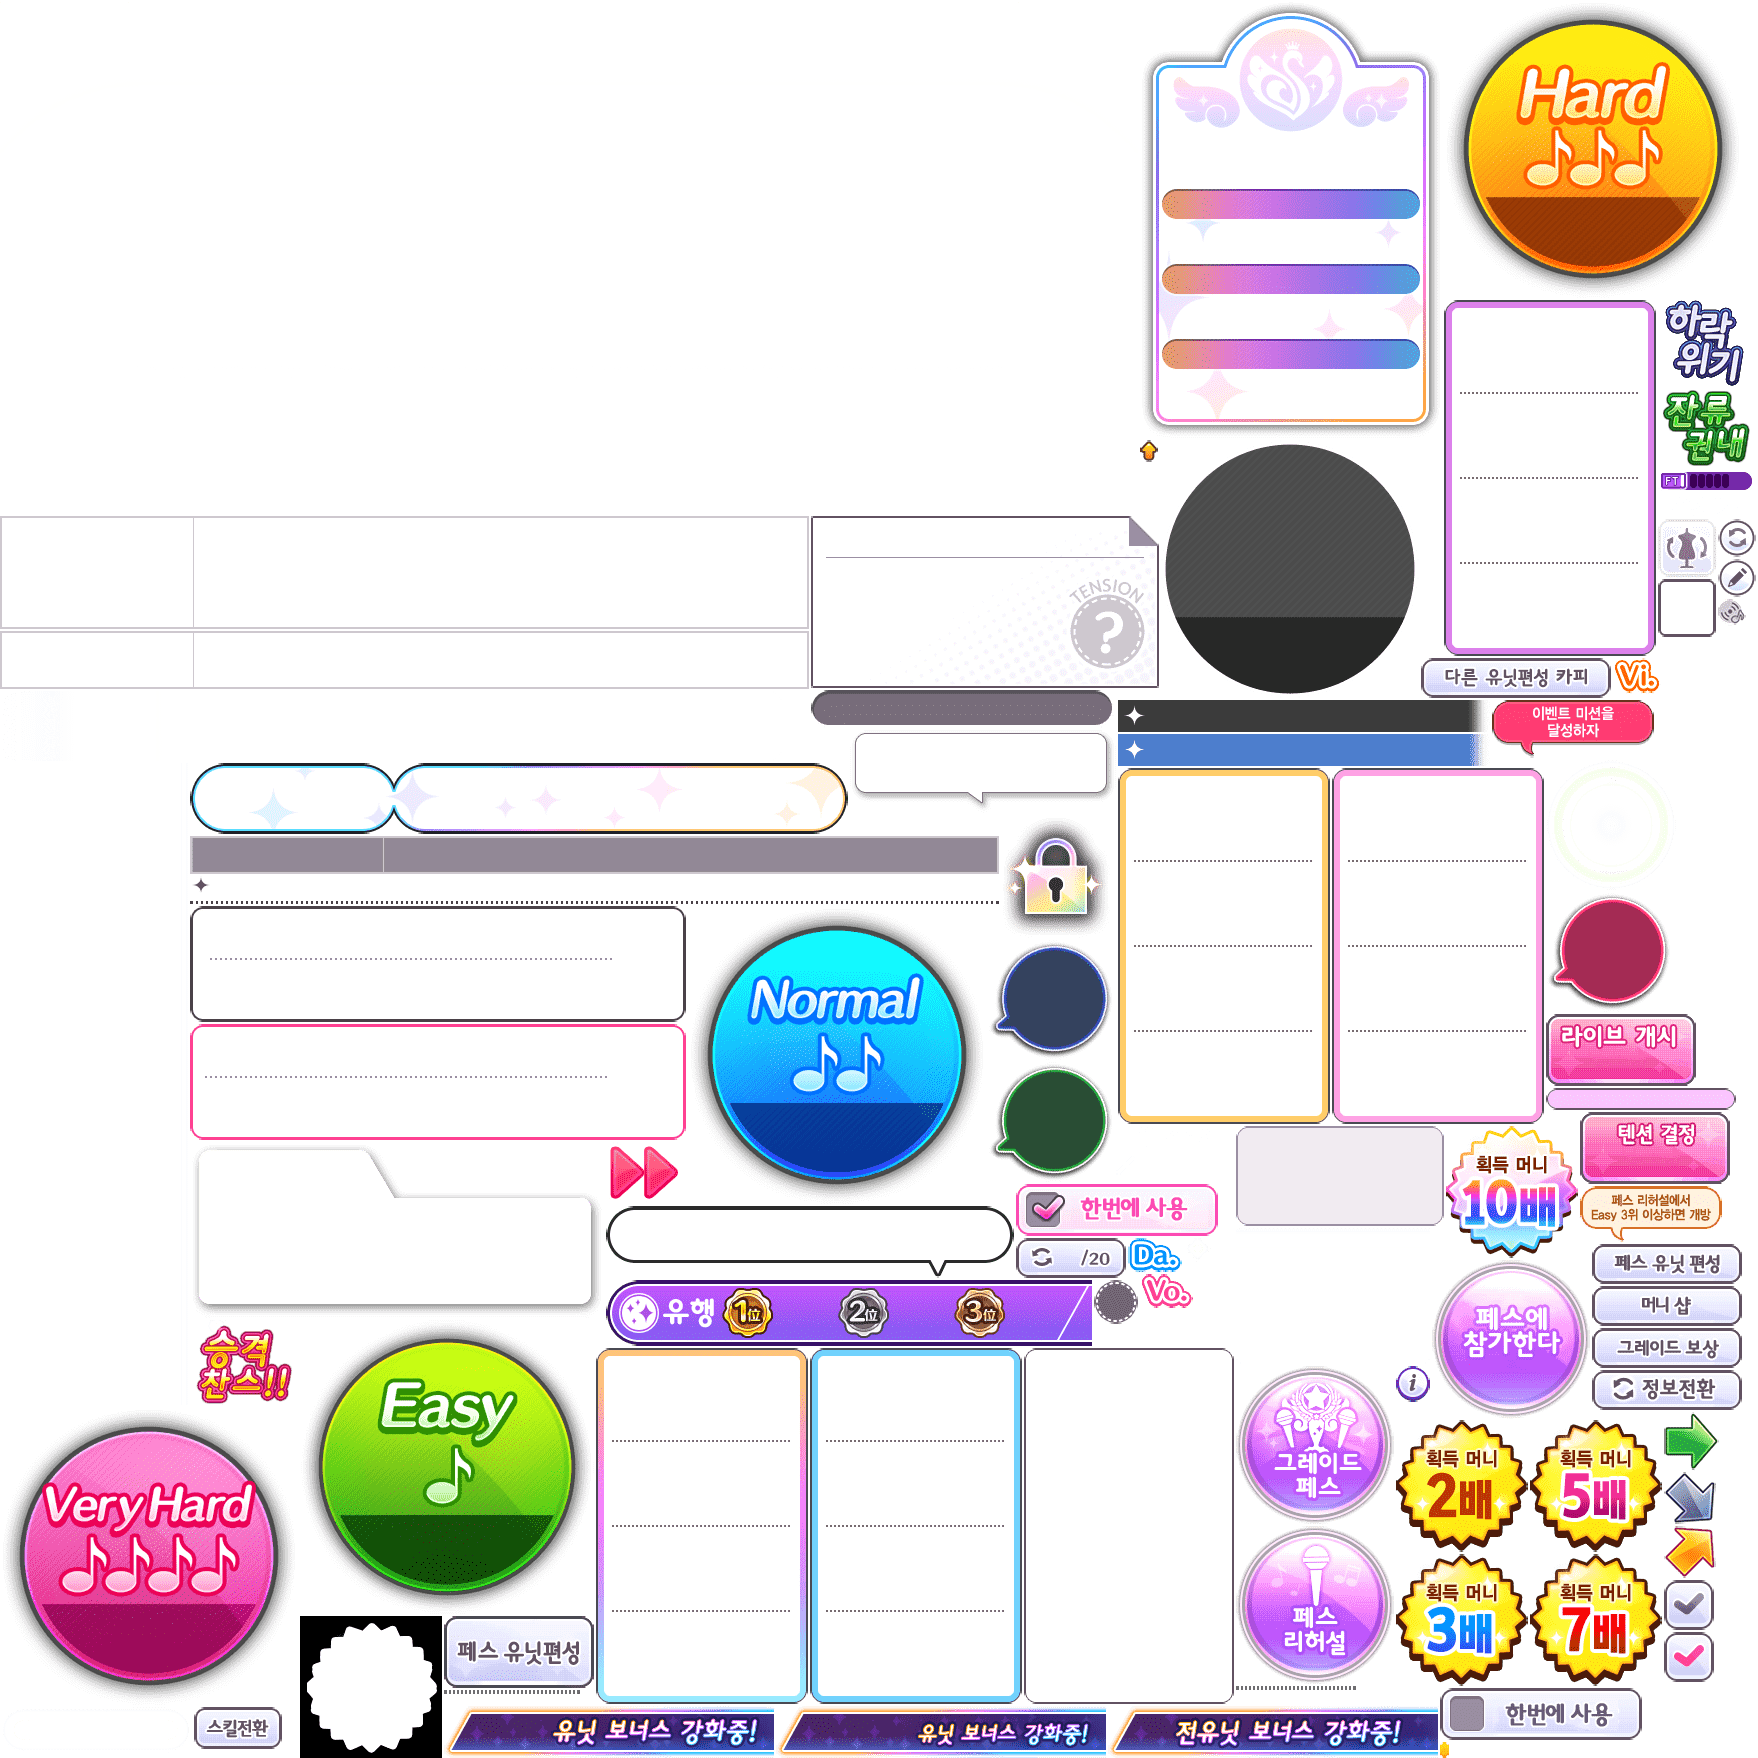 Hard
하락
위기
잔류
권내
FT
TENSION
?
다른 유닛편성 카피
Vi.
이벤트 미션을
달성하자
Normal
라이브 개시
텐션 결정
획득 머니
10배
페스 리허설에서
Easy 3위 이상하면 개방
한번에 사용
/20
Da.
Vo.
페스 유닛 편성
머니 샵
그레이드 보상
정보전환
페스에
참가한다
유행
1位
2位
3位
i
승격
찬스!!
Easy
그레이드
페스
획득 머니
2배
획득 머니
5배
Very Hard
페스
리허설
획득 머니
3배
획득 머니
7배
페스 유닛편성
스킬전환
유닛 보너스 강화중!
유닛 보너스 강화중!
전유닛 보너스 강화중!
한번에 사용